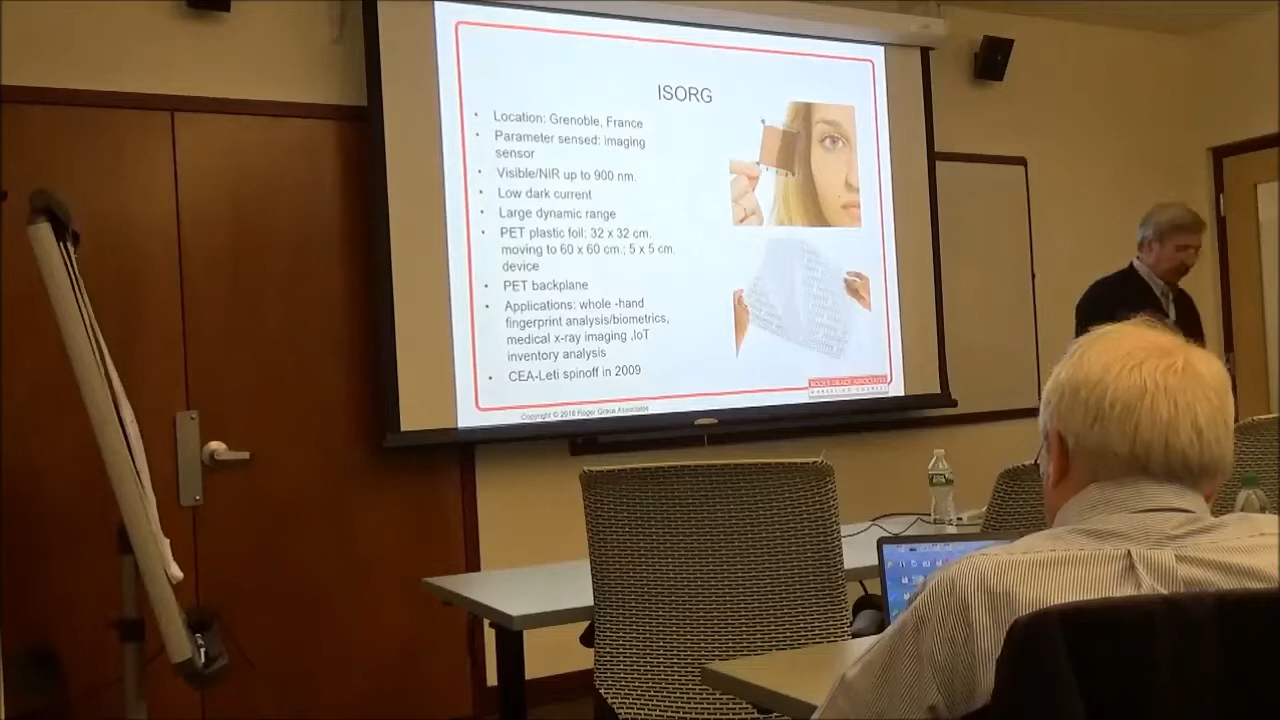 ISORG
• Location: Grenoble, France
• Parameter sensed: imaging
sensor
• Visible/NIR up to 900 nm.
• Low dark current
• Large dynamic range
• PET plastic foil: 32 x 32 cm.
moving to 60 x 60 cm.; 5 x 5 cm.
device
• PET backplane
• Applications: whole -hand
fingerprint analysis/biometrics,
medical x-ray imaging ,IoT
inventory analysis
• CEA-Leti spinoff in 2009
Copyright © 2018 Roger Grace Associates
ROGER GRACE ASSOCIATES